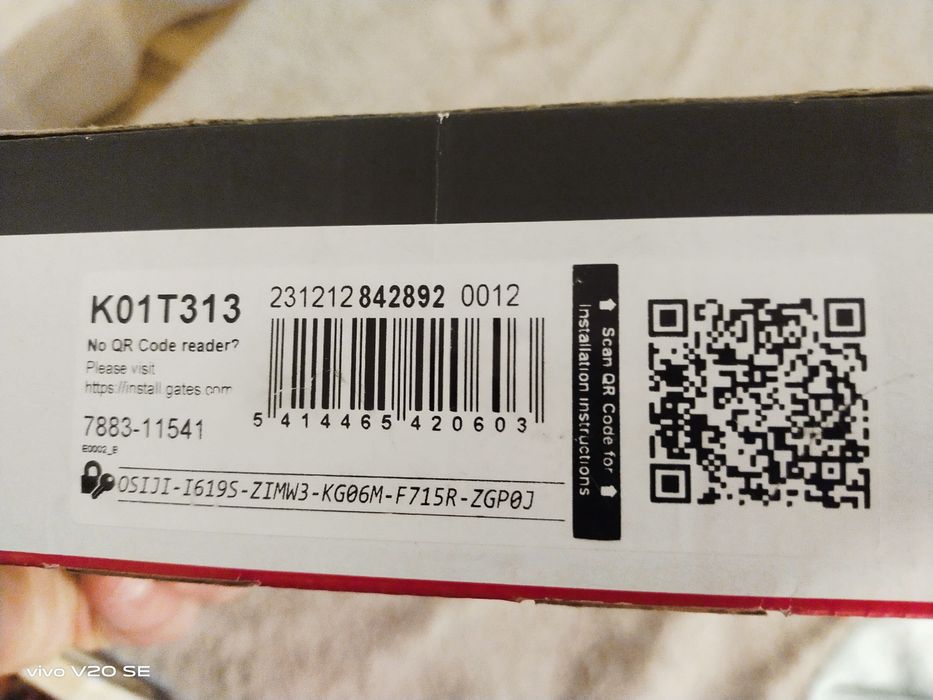 K01T313
No QR Code reader?
Please visit
https://install.gates.com
7883-11541
E0002_E
231212 842892 0012
5 414465 420603
OSIJI-I619S-ZIMW3-KG06M-F715R-ZGP0J
Scan QR Code for
Installation Instructions
vivo V20 SE